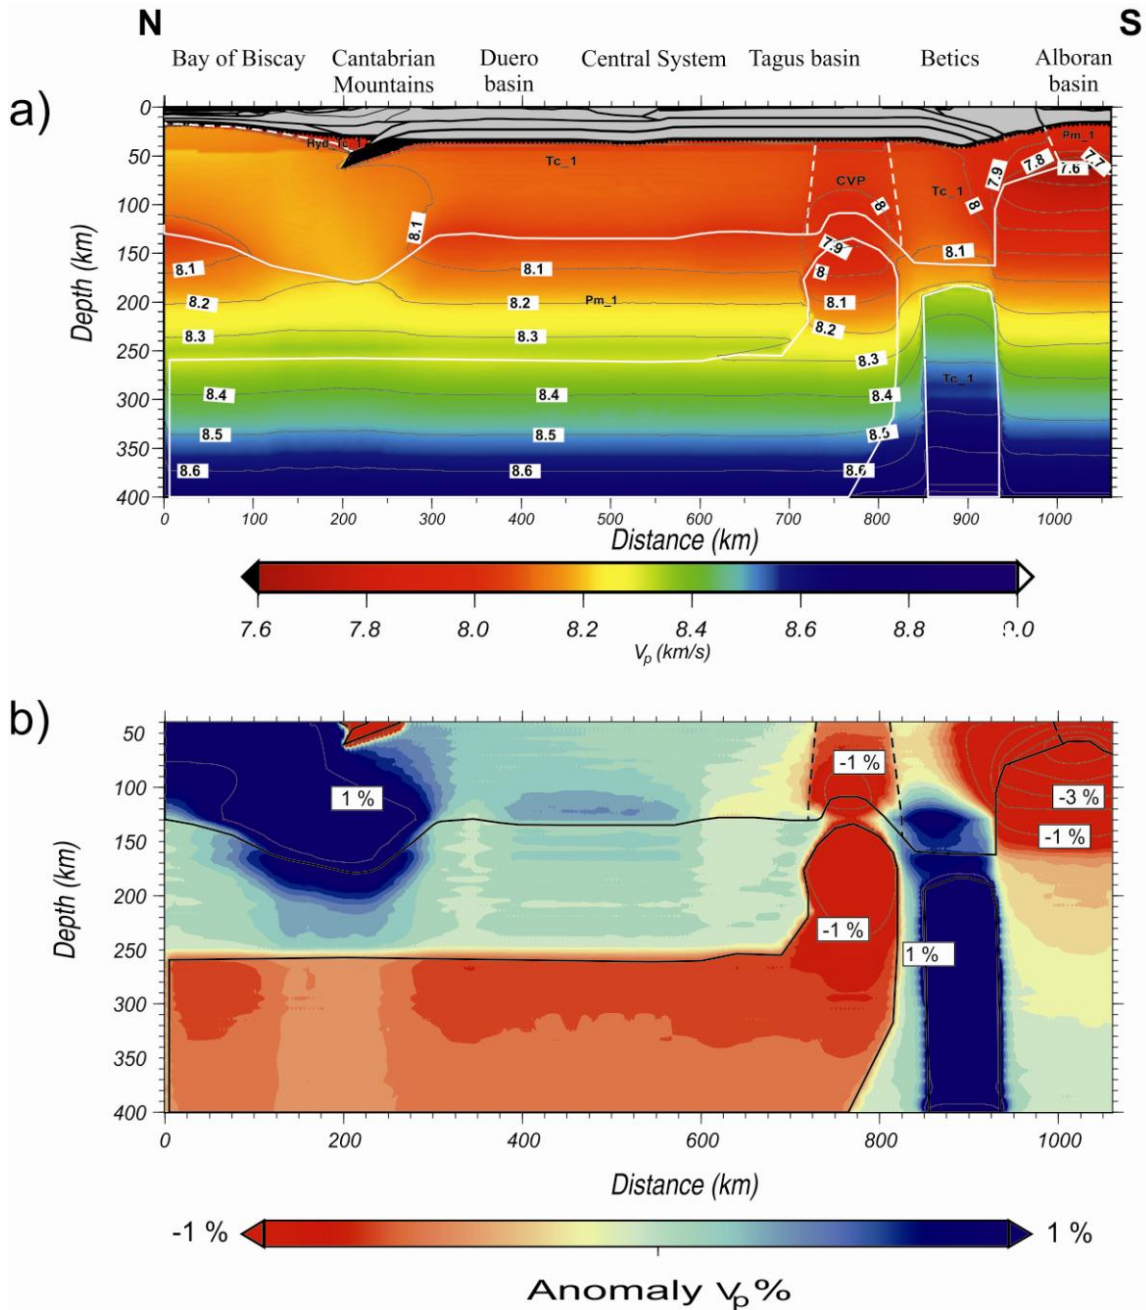 N S
Bay of Biscay Cantabrian Mountains Duero basin Central System Tagus basin Betics Alboran basin
a)
0
50
100
150
200
250
300
350
400
Depth (km)
Hyd_Tc_1 Tc_1 CVP Tc_1 Pm_1
7.9 7.8 7.6 7.7
8 8
8.1 7.9 8.1
8.1 8.1 8
8.2 8.2 Pm_1 8.1
8.3 8.3 8.2 8.3
8.4 8.4 8.4 Tc_1
8.5 8.5 8.5
8.6 8.6 8.6
0 100 200 300 400 500 600 700 800 900 1000
Distance (km)
7.6 7.8 8.0 8.2 8.4 8.6 8.8 9.0
Vp (km/s)
b)
50
100
150
200
250
300
350
400
Depth (km)
1 % -1 % -3 %
-1 %
-1 %
1 %
0 200 400 600 800 1000
Distance (km)
-1 % 1 %
Anomaly Vp%